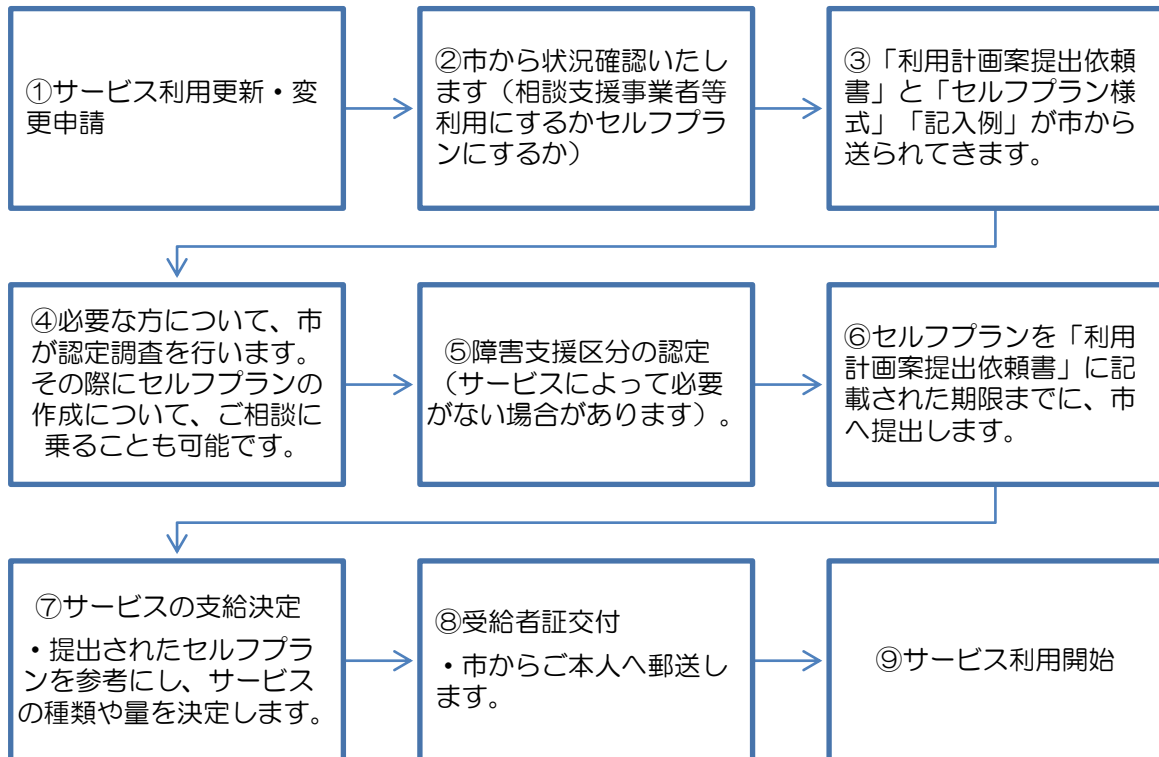 ①サービス利用更新・変
更申請
②市から状況確認いたし
ます（相談支援事業者等
利用にするかセルフプラ
ンにするか）
③「利用計画案提出依頼
書」と「セルフプラン様
式」「記入例」が市から
送られてきます。
④必要な方について、市
が認定調査を行います。
その際にセルフプランの
作成について、ご相談に
乗ることも可能です。
⑤障害支援区分の認定
（サービスによって必要
がない場合があります）。
⑥セルフプランを「利用
計画案提出依頼書」に記
載された期限までに、市
へ提出します。
⑦サービスの支給決定
・提出されたセルフプラ
ンを参考にし、サービス
の種類や量を決定します。
⑧受給者証交付
・市からご本人へ郵送し
ます。
⑨サービス利用開始